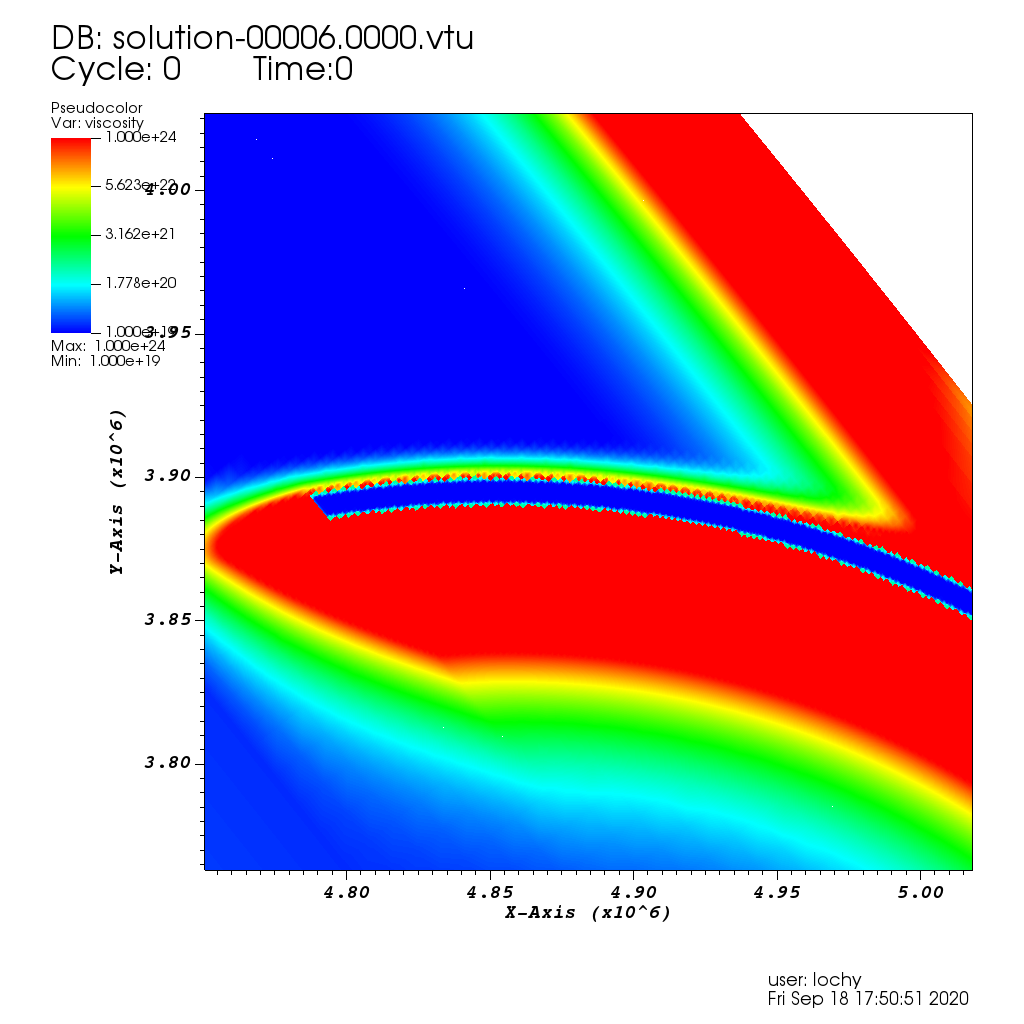 DB: solution-00006.0000.vtu
Cycle: 0 Time:0
Pseudocolor
Var: viscosity
1.000e+24
5.623e+22
3.162e+21
1.778e+20
1.000e+19
Max: 1.000e+24
Min: 1.000e+19
4.00
3.95
3.90
3.85
3.80
Y-Axis (x10^6)
4.80 4.85 4.90 4.95 5.00
X-Axis (x10^6)
user: lochy
Fri Sep 18 17:50:51 2020